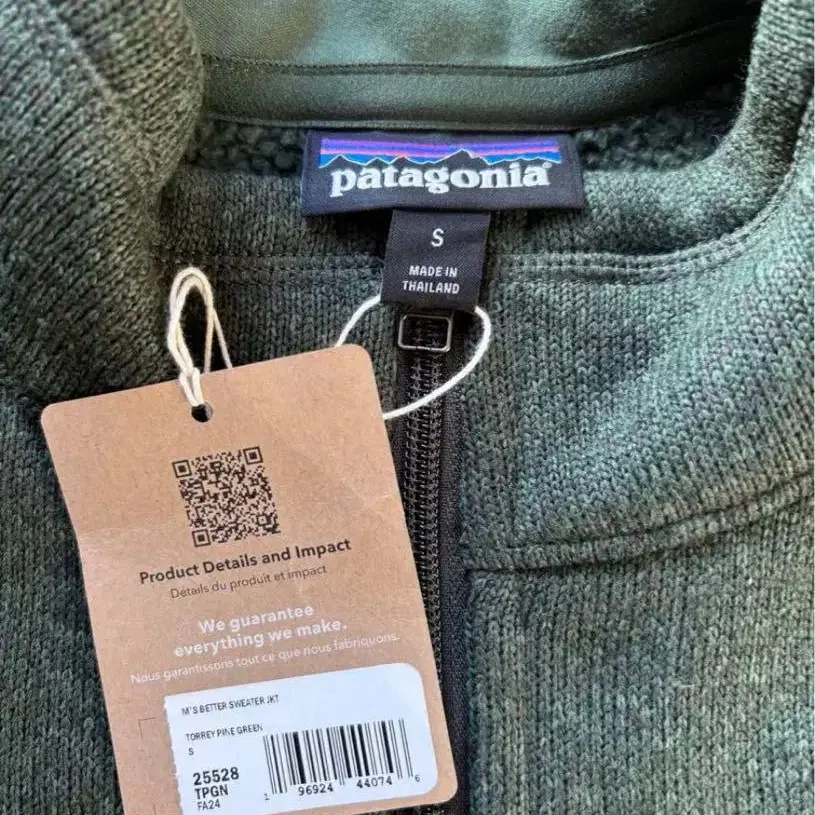 patagonia®
S
MADE IN
THAILAND
Product Details and Impact
Détails du produit et impact
We guarantee
everything we make.
Nous garantissons tout ce que nous fabriquons.
M'S BETTER SWEATER JKT
TORREY PINE GREEN
S
25528
TPGN
FA24
1 96924 44074 6